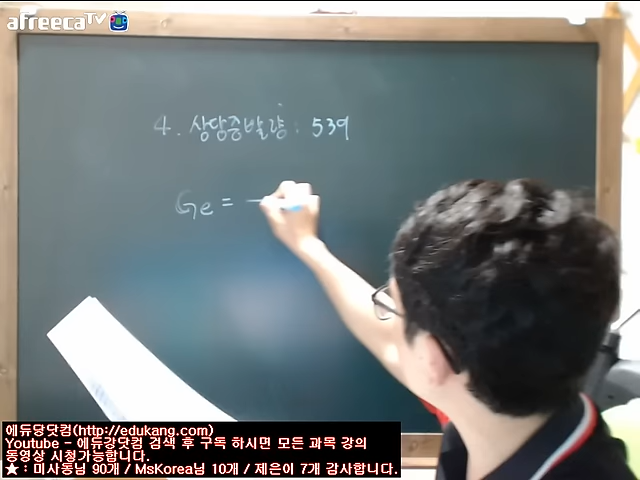 afreecaTV
4. 상당증발량 : 539
Ge = -
에듀강닷컴(http://edukang.com)
Youtube - 에듀강닷컴 검색 후 구독 하시면 모든 과목 강의
동영상 시청가능합니다.
★ : 미사동님 90개 / MsKorea님 10개 / 제은이 7개 감사합니다.